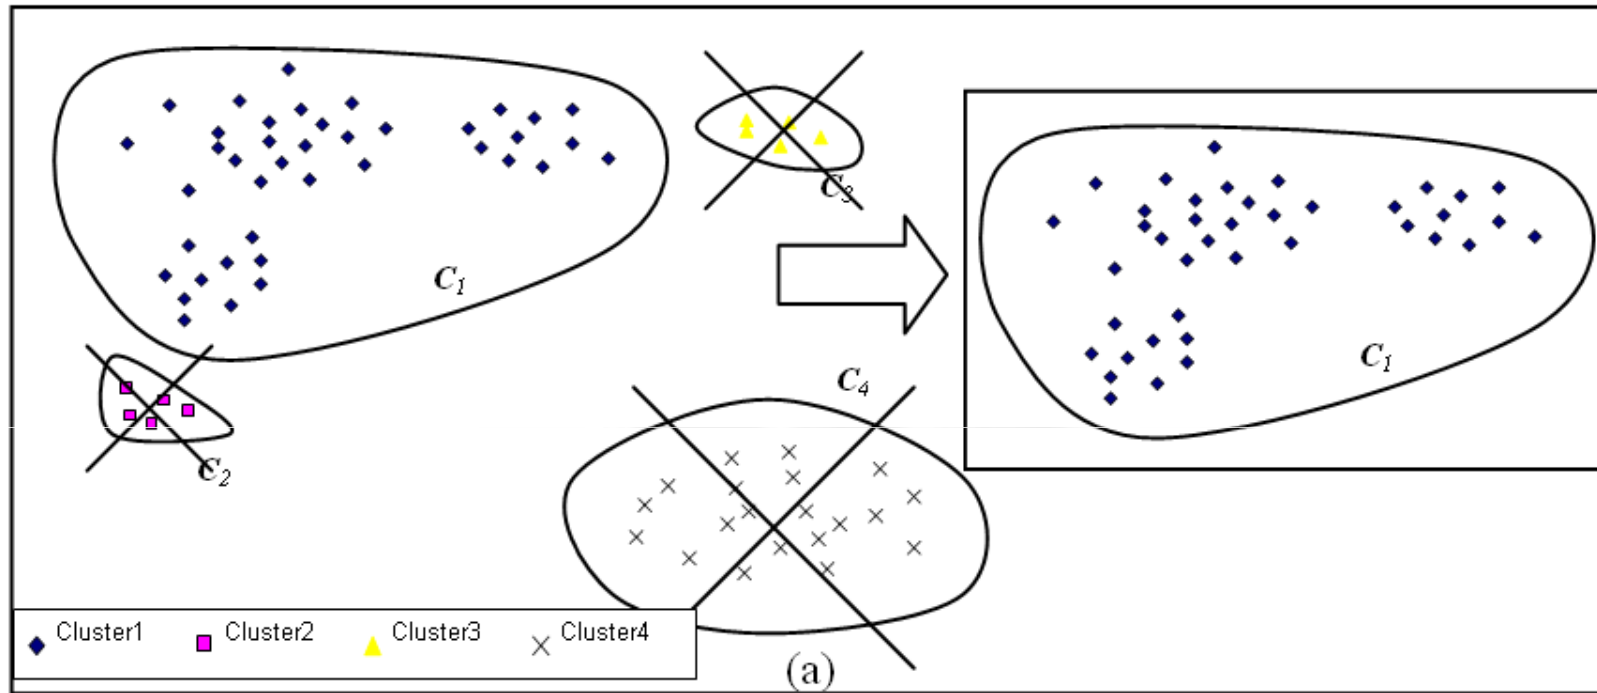 C₃
C₁
C₁
C₄
C₂
Cluster1 Cluster2 Cluster3 Cluster4
(a)